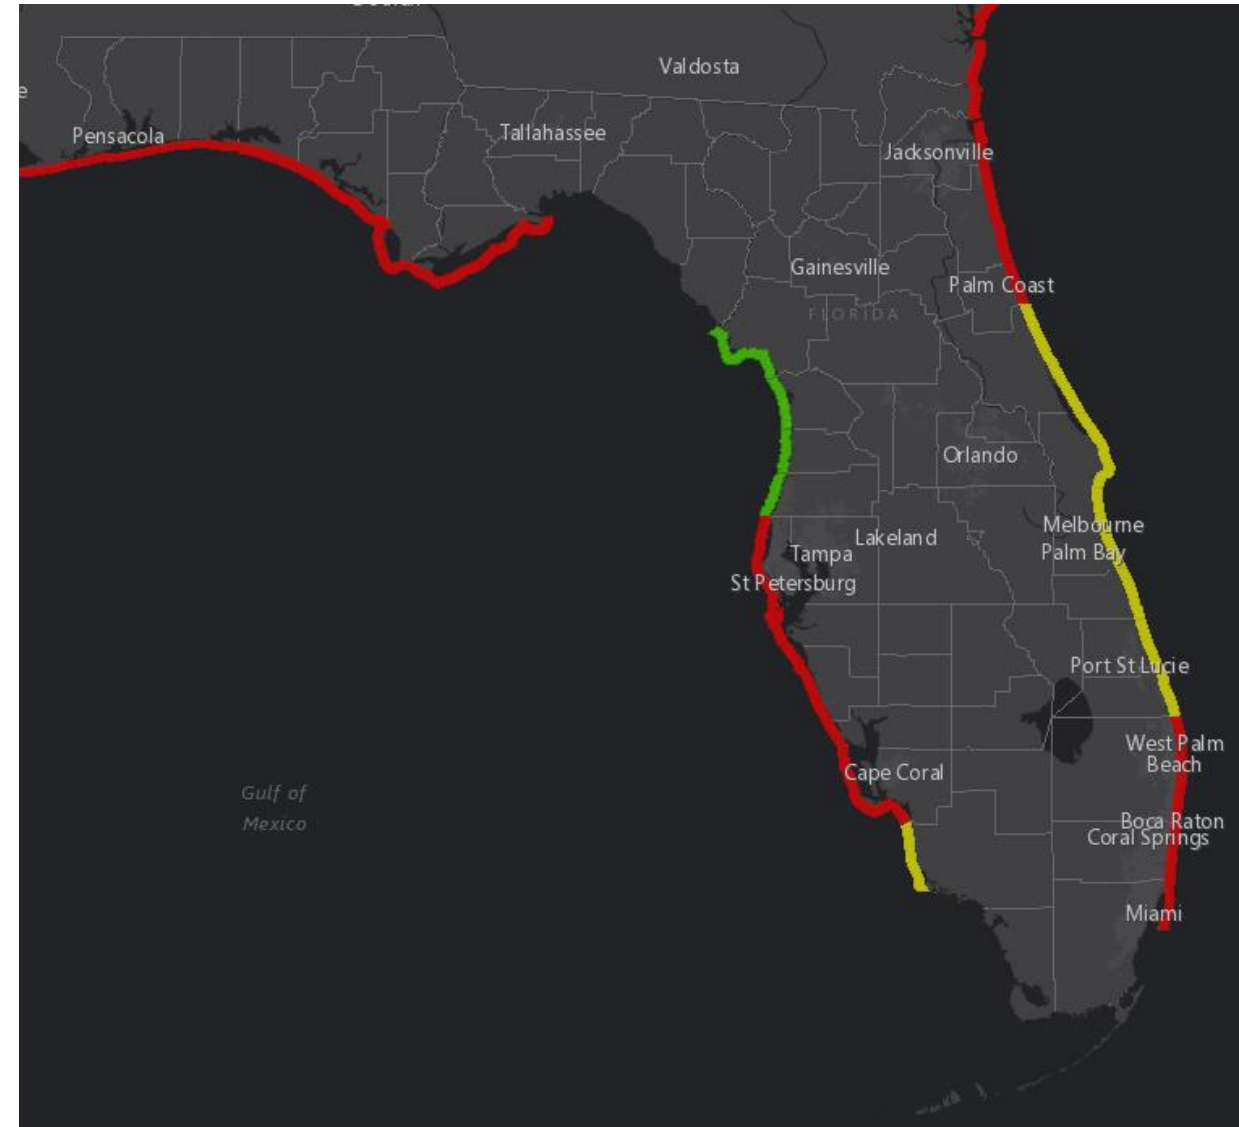 Valdosta
Pensacola
Tallahassee
Jacksonville
Gainesville
Palm Coast
FLORIDA
Orlando
Melbourne
Lakeland
Palm Bay
Tampa
St Petersburg
Port St Lucie
West Palm
Beach
Cape Coral
Gulf of
Mexico
Boca Raton
Coral Springs
Miami